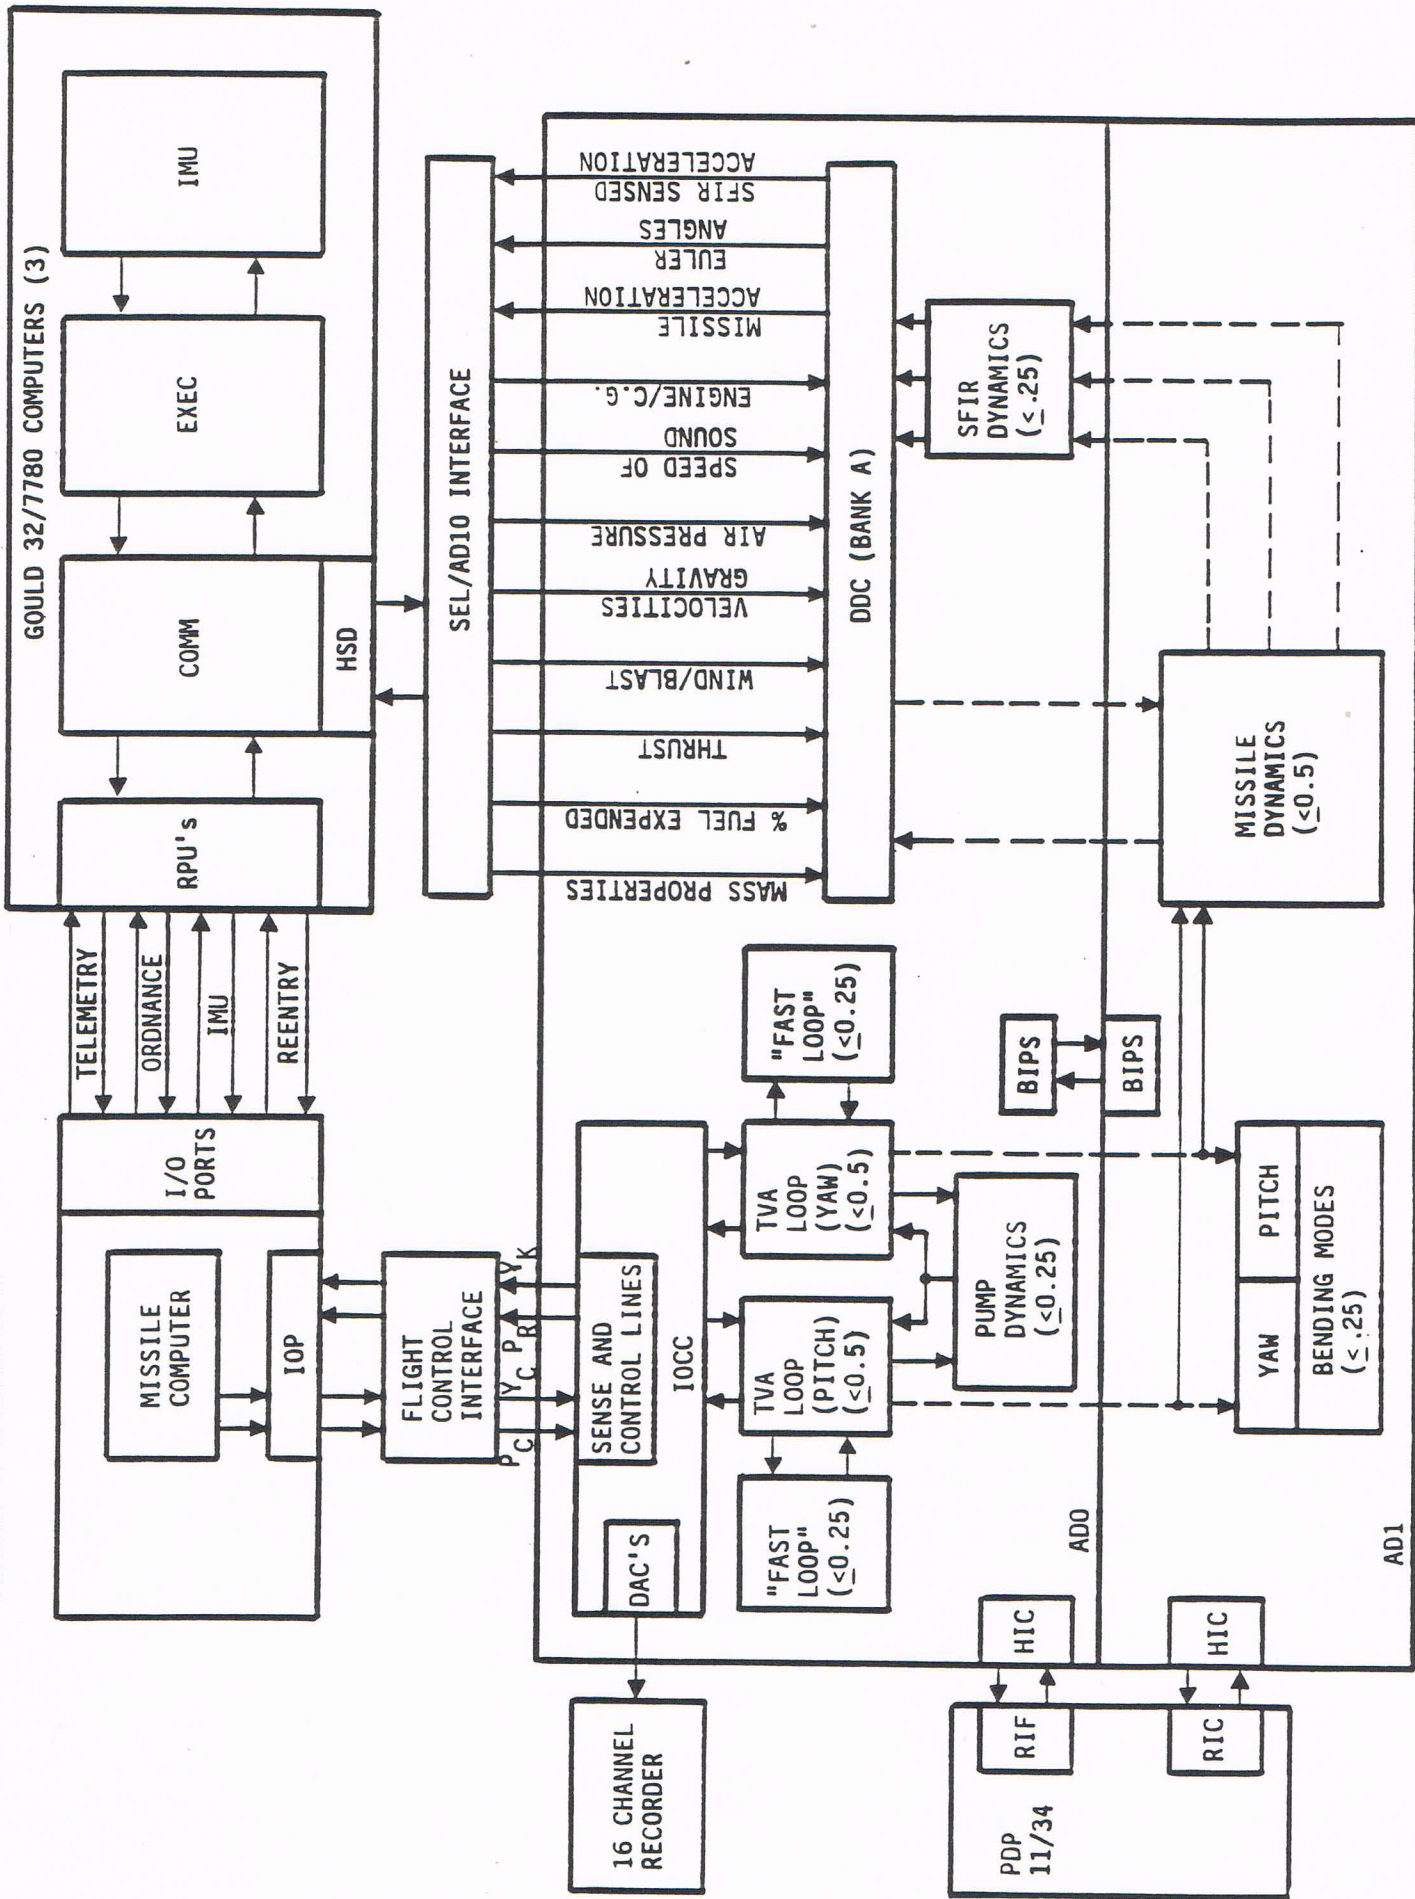 GOULD 32/7780 COMPUTERS (3)
IMU
EXEC
COMM
HSD
RPU's
TELEMETRY
ORDNANCE
IMU
REENTRY
I/O
PORTS
MISSILE
COMPUTER
IOP
FLIGHT
CONTROL
INTERFACE
P C
Y C
P R
Y K
SEL/AD10 INTERFACE
MASS PROPERTIES
% FUEL EXPENDED
THRUST
WIND/BLAST
VELOCITIES
GRAVITY
AIR PRESSURE
SPEED OF
SOUND
ENGINE/C.G.
MISSILE
ACCELERATION
EULER
ANGLES
SFIR SENSED
ACCELERATION
DDC (BANK A)
SENSE AND
CONTROL LINES
IOCC
DAC'S
16 CHANNEL
RECORDER
"FAST
LOOP"
(≤0.25)
TVA
LOOP
(PITCH)
(≤0.5)
TVA
LOOP
(YAW)
(≤0.5)
"FAST
LOOP"
(≤0.25)
PUMP
DYNAMICS
(≤0.25)
SFIR
DYNAMICS
(≤.25)
BIPS
BIPS
MISSILE
DYNAMICS
(≤0.5)
YAW
PITCH
BENDING MODES
(≤.25)
AD0
AD1
HIC
HIC
RIF
RIC
PDP
11/34